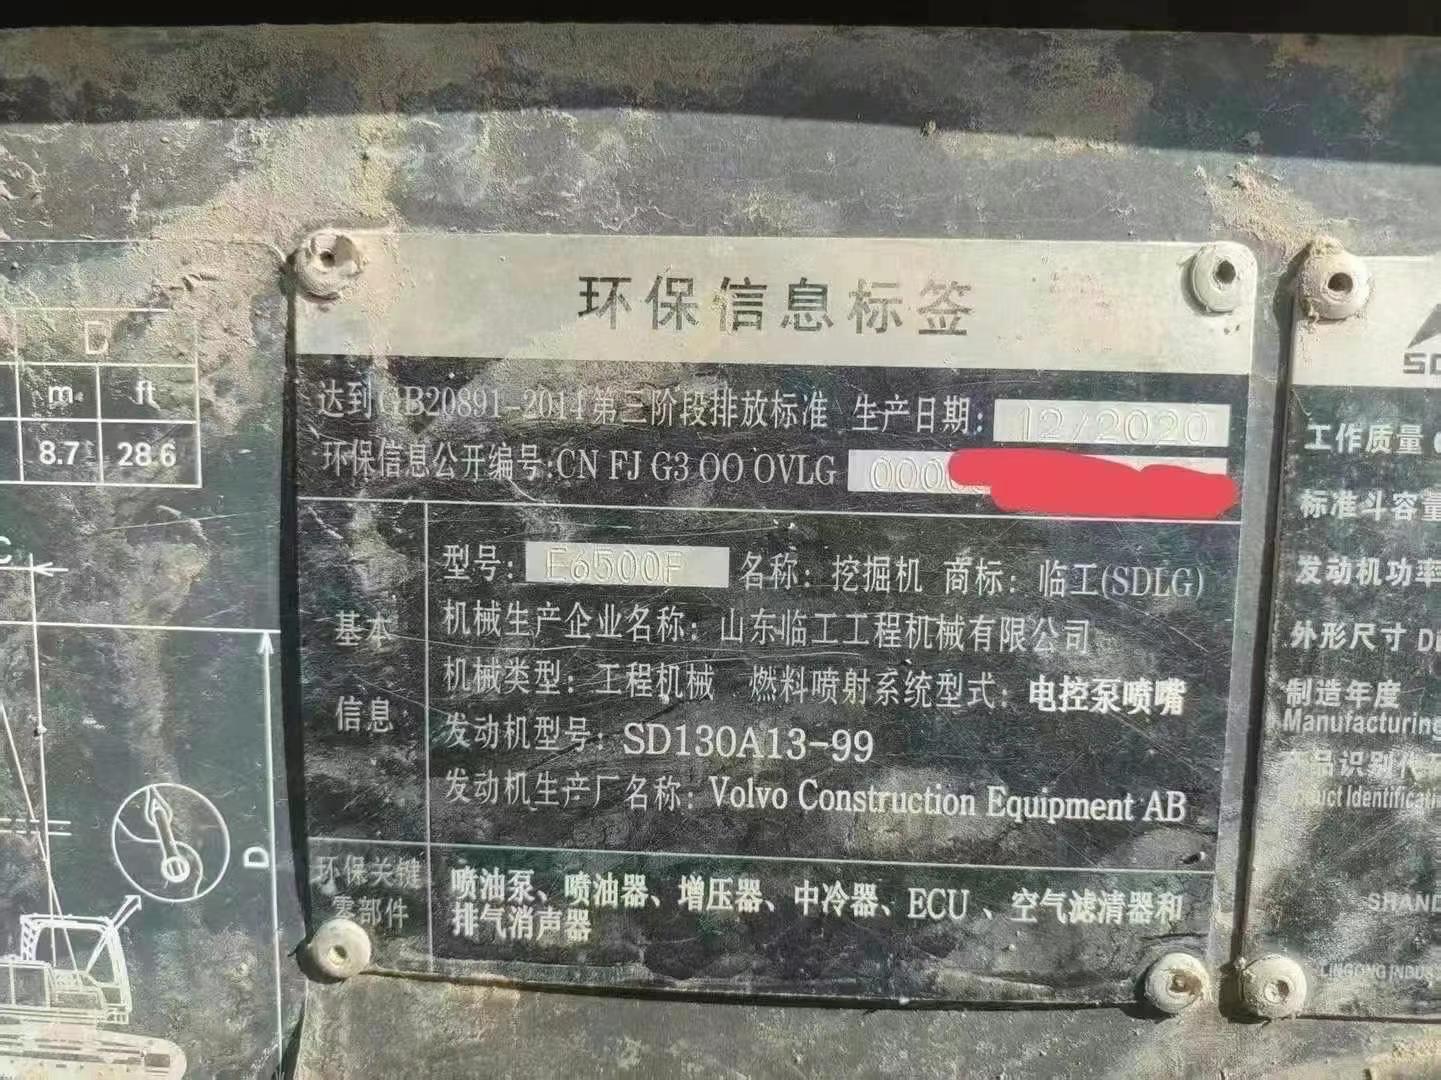 环保信息标签
达到GB20891-2014第三阶段排放标准 生产日期: 12/2020
环保信息公开编号:CN FJ G3 OO OVLG 000
基本信息
型号: E6500F 名称: 挖掘机 商标: 临工(SDLG)
机械生产企业名称: 山东临工工程机械有限公司
机械类型: 工程机械 燃料喷射系统型式: 电控泵喷嘴
发动机型号: SD130A13-99
发动机生产厂名称: Volvo Construction Equipment AB
环保关键零部件
喷油泵、喷油器、增压器、中冷器、ECU 、空气滤清器和
排气消声器
D
m ft
8.7 28.6
C
D
工作质量
标准斗容量
发动机功率
外形尺寸
制造年度
Manufacturing
SHAND
LINGONG INDUS